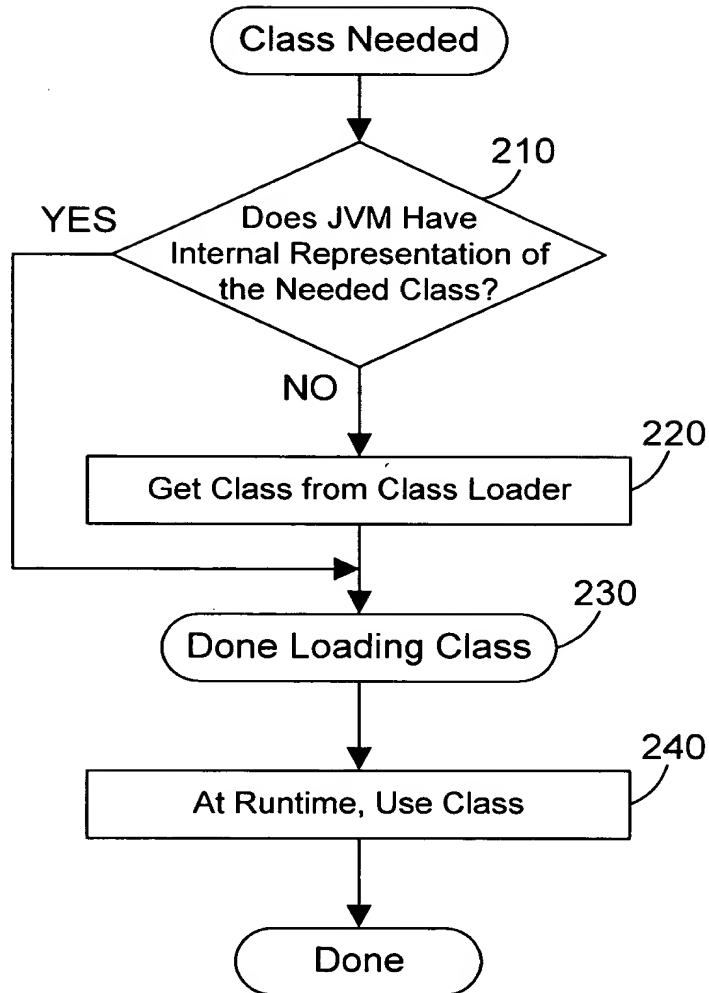 Class Needed
210
YES
Does JVM Have
Internal Representation of
the Needed Class?
NO
220
Get Class from Class Loader
230
Done Loading Class
240
At Runtime, Use Class
Done